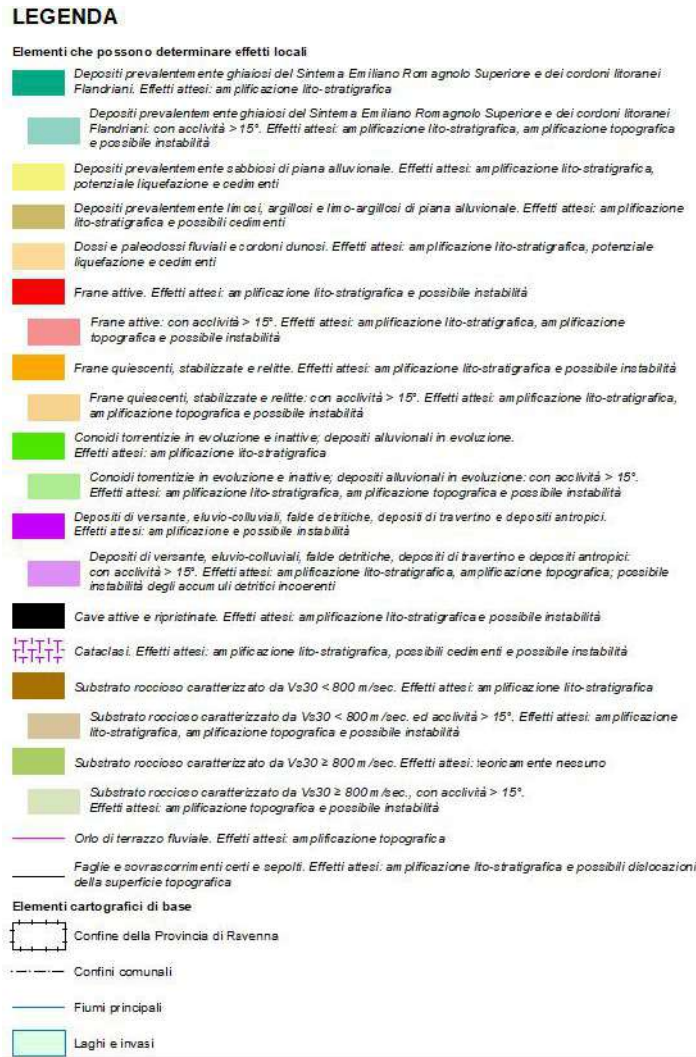 LEGENDA
Elementi che possono determinare effetti locali
Depositi prevalentemente ghiaiosi del Sintema Emiliano Romagnolo Superiore e dei cordoni litoranei
Flandriani. Effetti attesi: amplificazione lito-stratigrafica
Depositi prevalentemente ghiaiosi del Sintema Emiliano Romagnolo Superiore e dei cordoni litoranei
Flandriani: con acclività > 15°. Effetti attesi: amplificazione lito-stratigrafica, amplificazione topografica
e possibile instabilità
Depositi prevalentemente sabbiosi di piana alluvionale. Effetti attesi: amplificazione lito-stratigrafica,
potenziale liquefazione e cedimenti
Depositi prevalentemente limosi, argillosi e limo-argillosi di piana alluvionale. Effetti attesi: amplificazione
lito-stratigrafica e possibili cedimenti
Dossi e paleodossi fluviali e cordoni dunosi. Effetti attesi: amplificazione lito-stratigrafica, potenziale
liquefazione e cedimenti
Frane attive. Effetti attesi: amplificazione lito-stratigrafica e possibile instabilità
Frane attive: con acclività > 15°. Effetti attesi: amplificazione lito-stratigrafica, amplificazione
topografica e possibile instabilità
Frane quiescenti, stabilizzate e relitte. Effetti attesi: amplificazione lito-stratigrafica e possibile instabilità
Frane quiescenti, stabilizzate e relitte: con acclività > 15°. Effetti attesi: amplificazione lito-stratigrafica,
amplificazione topografica e possibile instabilità
Conoidi torrentizie in evoluzione e inattive; depositi alluvionali in evoluzione.
Effetti attesi: amplificazione lito-stratigrafica
Conoidi torrentizie in evoluzione e inattive; depositi alluvionali in evoluzione: con acclività > 15°.
Effetti attesi: amplificazione lito-stratigrafica, amplificazione topografica e possibile instabilità
Depositi di versante, eluvio-colluviali, falde detritiche, depositi di travertino e depositi antropici.
Effetti attesi: amplificazione e possibile instabilità
Depositi di versante, eluvio-colluviali, falde detritiche, depositi di travertino e depositi antropici:
con acclività > 15°. Effetti attesi: amplificazione lito-stratigrafica, amplificazione topografica; possibile
instabilità degli accumuli detritici incoerenti
Cave attive e ripristinate. Effetti attesi: amplificazione lito-stratigrafica e possibile instabilità
Cataclasi. Effetti attesi: amplificazione lito-stratigrafica, possibili cedimenti e possibile instabilità
Substrato roccioso caratterizzato da Vs30 < 800 m/sec. Effetti attesi: amplificazione lito-stratigrafica
Substrato roccioso caratterizzato da Vs30 < 800 m/sec. ed acclività > 15°. Effetti attesi: amplificazione
lito-stratigrafica, amplificazione topografica e possibile instabilità
Substrato roccioso caratterizzato da Vs30 ≥ 800 m/sec. Effetti attesi: teoricamente nessuno
Substrato roccioso caratterizzato da Vs30 ≥ 800 m/sec., con acclività > 15°.
Effetti attesi: amplificazione topografica e possibile instabilità
Orlo di terrazzo fluviale. Effetti attesi: amplificazione topografica
Faglie e sovrascorrimenti certi e sepolti. Effetti attesi: amplificazione lito-stratigrafica e possibili dislocazioni
della superficie topografica
Elementi cartografici di base
Confine della Provincia di Ravenna
Confini comunali
Fiumi principali
Laghi e invasi